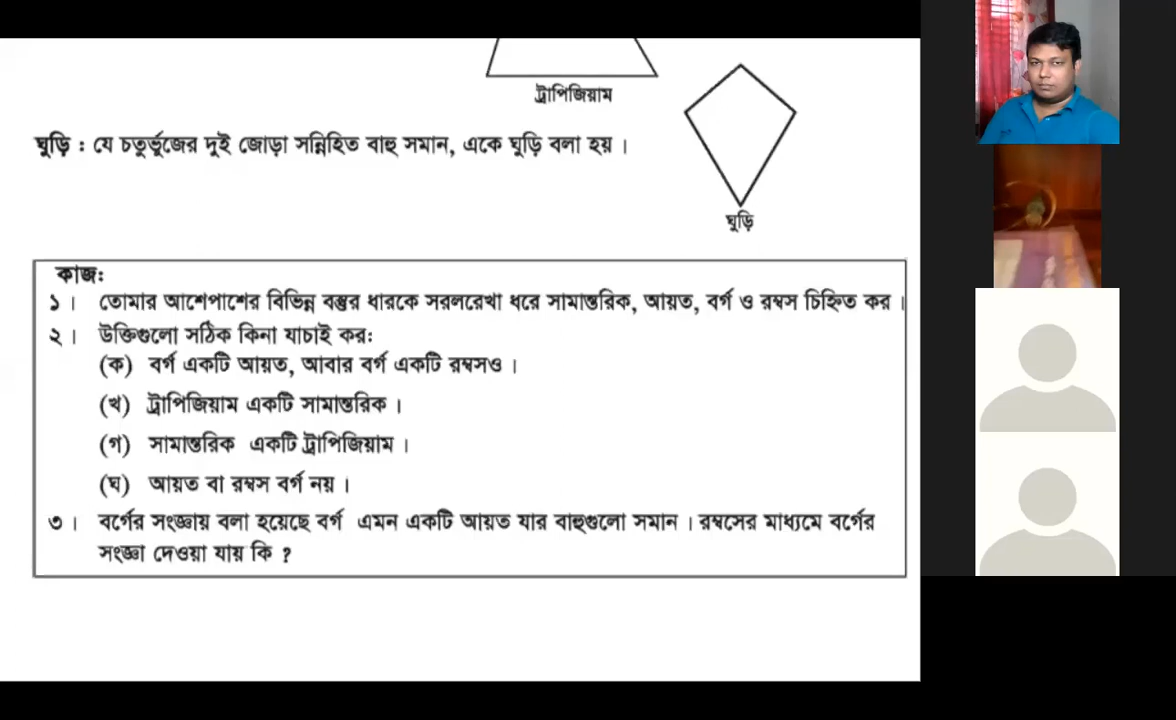 ট্রাপিজিয়াম
ঘুড়ি : যে চতুর্ভুজের দুই জোড়া সন্নিহিত বাহু সমান, একে ঘুড়ি বলা হয় ।
ঘুড়ি
কাজ:
১ । তোমার আশেপাশের বিভিন্ন বস্তুর ধারকে সরলরেখা ধরে সামান্তরিক, আয়ত, বর্গ ও রম্বস চিহ্নিত কর ।
২ । উক্তিগুলো সঠিক কিনা যাচাই কর:
(ক) বর্গ একটি আয়ত, আবার বর্গ একটি রম্বসও ।
(খ) ট্রাপিজিয়াম একটি সামান্তরিক ।
(গ) সামান্তরিক একটি ট্রাপিজিয়াম ।
(ঘ) আয়ত বা রম্বস বর্গ নয় ।
৩ । বর্গের সংজ্ঞায় বলা হয়েছে বর্গ এমন একটি আয়ত যার বাহুগুলো সমান । রম্বসের মাধ্যমে বর্গের
সংজ্ঞা দেওয়া যায় কি ?